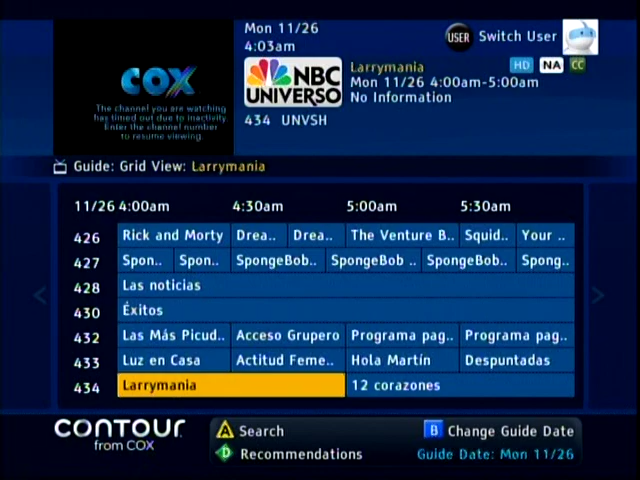 Mon 11/26
4:03am
USER Switch User
COX
The channel you are watching
has timed out due to inactivity.
Enter the channel number
to resume viewing.
NBC
UNIVERSO
Larrymania HD NA CC
Mon 11/26 4:00am-5:00am
No Information
434 UNVSH
Guide: Grid View: Larrymania
11/26 4:00am 4:30am 5:00am 5:30am
426 Rick and Morty Drea.. Drea.. The Venture B.. Squid.. Your ..
427 Spon.. Spon.. SpongeBob.. SpongeBob .. SpongeBob.. Spong..
428 Las noticias
430 Éxitos
432 Las Más Picud.. Acceso Grupero Programa pag.. Programa pag..
433 Luz en Casa Actitud Feme.. Hola Martín Despuntadas
434 Larrymania 12 corazones
contour
from COX
A Search B Change Guide Date
D Recommendations Guide Date: Mon 11/26